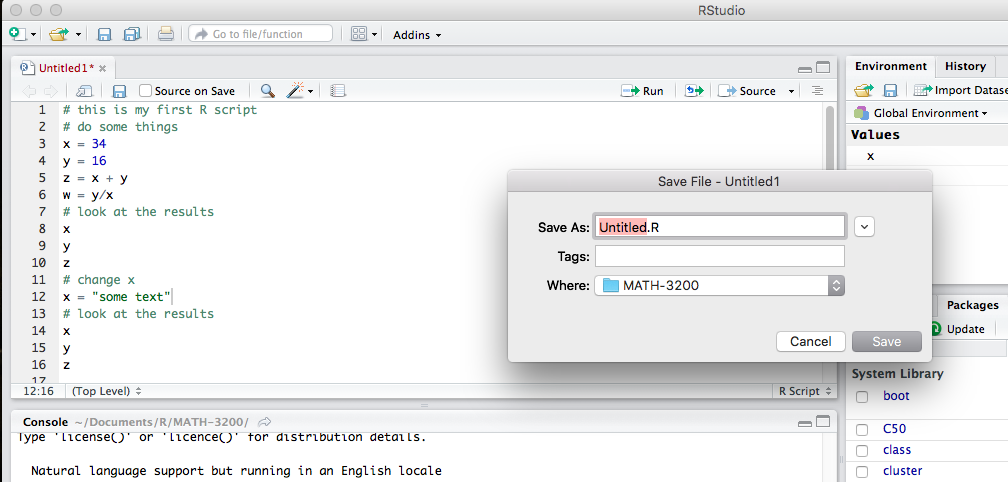 RStudio
Go to file/function
Addins
Untitled1*
Source on Save
Run
Source
1 # this is my first R script
2 # do some things
3 x = 34
4 y = 16
5 z = x + y
6 w = y/x
7 # look at the results
8 x
9 y
10 z
11 # change x
12 x = "some text"
13 # look at the results
14 x
15 y
16 z
17
12:16 (Top Level)
R Script
Console ~/Documents/R/MATH-3200/
Type 'license()' or 'licence()' for distribution details.
Natural language support but running in an English locale
Save File - Untitled1
Save As: Untitled.R
Tags:
Where: MATH-3200
Cancel Save
Environment History
Import Datase
Global Environment
Values
x
Packages
Update
System Library
boot
C50
class
cluster